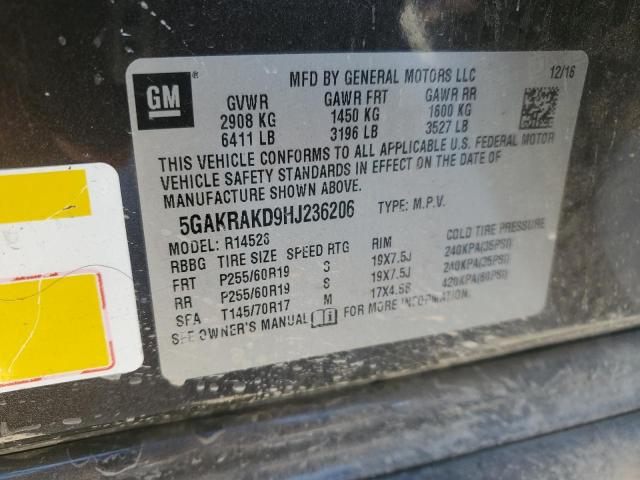 GM
MFD BY GENERAL MOTORS LLC 12/16
GVWR GAWR FRT GAWR RR
2908 KG 1450 KG 1600 KG
6411 LB 3196 LB 3527 LB
THIS VEHICLE CONFORMS TO ALL APPLICABLE U.S. FEDERAL MOTOR
VEHICLE SAFETY STANDARDS IN EFFECT ON THE DATE OF
MANUFACTURE SHOWN ABOVE.
5GAKRAKD9HJ236206 TYPE: M.P.V.
MODEL: R14526
RBBG TIRE SIZE SPEED RTG RIM COLD TIRE PRESSURE
FRT P255/60R19 S 19X7.5J 240KPA(35PSI)
RR P255/60R19 S 19X7.5J 240KPA(35PSI)
SFA T145/70R17 M 17X4.5B 420KPA(60PSI)
SEE OWNER'S MANUAL FOR MORE INFORMATION.